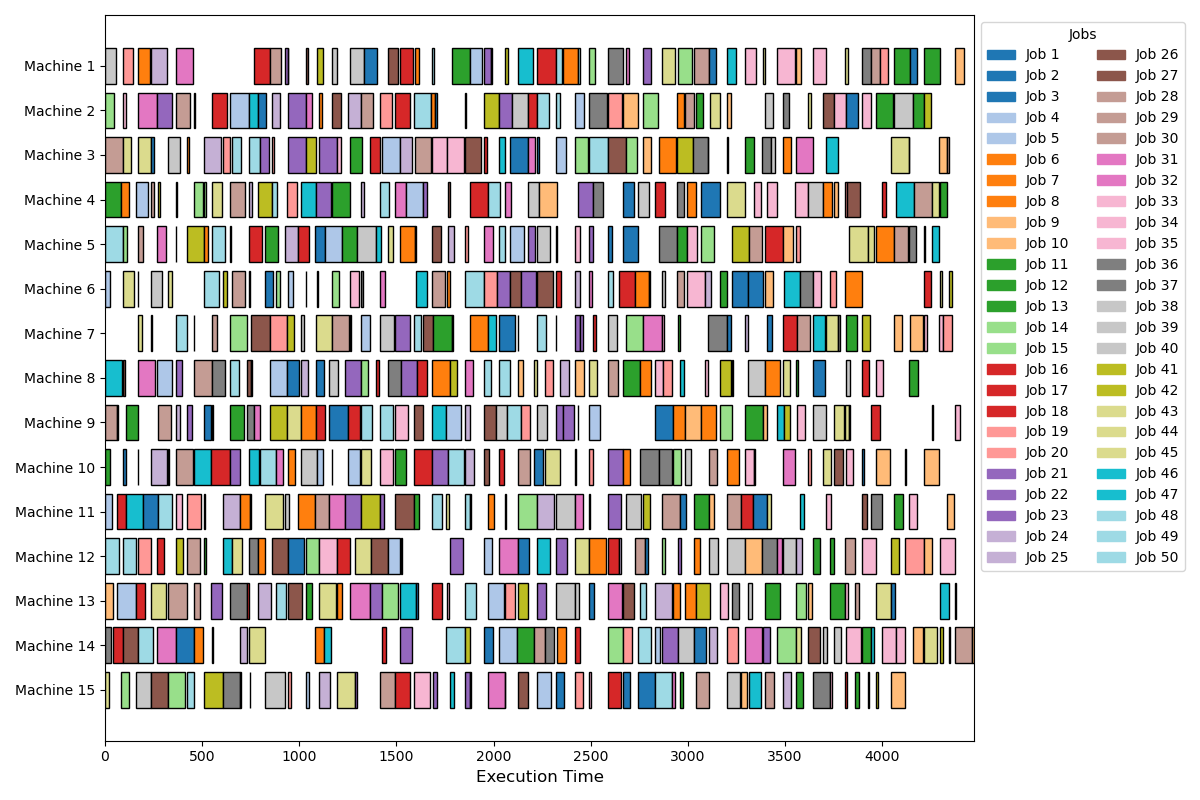 Machine 1
Machine 2
Machine 3
Machine 4
Machine 5
Machine 6
Machine 7
Machine 8
Machine 9
Machine 10
Machine 11
Machine 12
Machine 13
Machine 14
Machine 15
0 500 1000 1500 2000 2500 3000 3500 4000
Execution Time
Jobs
Job 1 Job 26
Job 2 Job 27
Job 3 Job 28
Job 4 Job 29
Job 5 Job 30
Job 6 Job 31
Job 7 Job 32
Job 8 Job 33
Job 9 Job 34
Job 10 Job 35
Job 11 Job 36
Job 12 Job 37
Job 13 Job 38
Job 14 Job 39
Job 15 Job 40
Job 16 Job 41
Job 17 Job 42
Job 18 Job 43
Job 19 Job 44
Job 20 Job 45
Job 21 Job 46
Job 22 Job 47
Job 23 Job 48
Job 24 Job 49
Job 25 Job 50